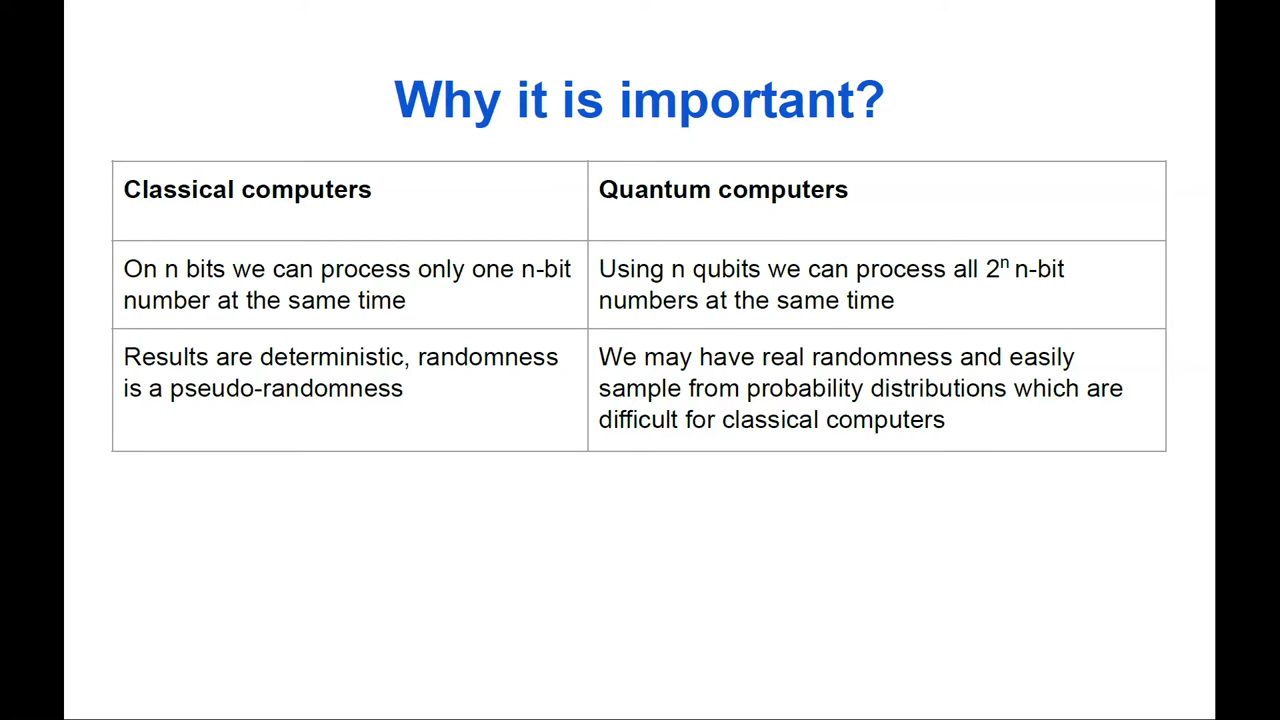 Why it is important?
Classical computers
Quantum computers
On n bits we can process only one n-bit
number at the same time
Using n qubits we can process all 2ⁿ n-bit
numbers at the same time
Results are deterministic, randomness
is a pseudo-randomness
We may have real randomness and easily
sample from probability distributions which are
difficult for classical computers